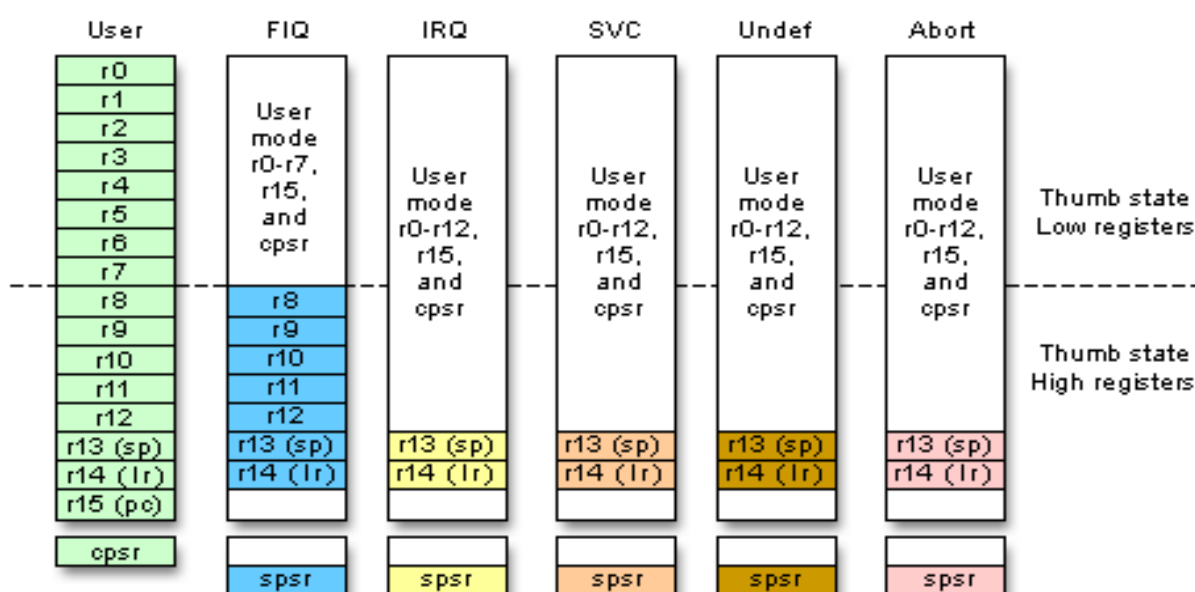 User FIQ IRQ SVC Undef Abort
r0
r1
r2
r3
r4
r5
r6
r7
r8
r9
r10
r11
r12
r13 (sp)
r14 (lr)
r15 (pc)
cpsr
User
mode
r0-r7,
r15,
and
cpsr
r8
r9
r10
r11
r12
r13 (sp)
r14 (lr)
spsr
User
mode
r0-r12,
r15,
and
cpsr
r13 (sp)
r14 (lr)
spsr
User
mode
r0-r12,
r15,
and
cpsr
r13 (sp)
r14 (lr)
spsr
User
mode
r0-r12,
r15,
and
cpsr
r13 (sp)
r14 (lr)
spsr
User
mode
r0-r12,
r15,
and
cpsr
r13 (sp)
r14 (lr)
spsr
Thumb state
Low registers
Thumb state
High registers